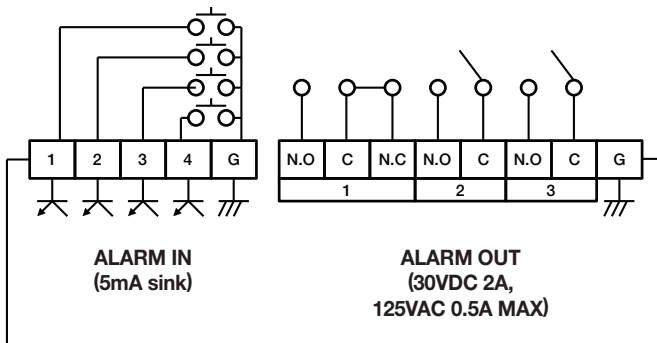 1 2 3 4 G
N.O C N.C N.O C N.O C G
1 2 3
ALARM IN
(5mA sink)
ALARM OUT
(30VDC 2A,
125VAC 0.5A MAX)